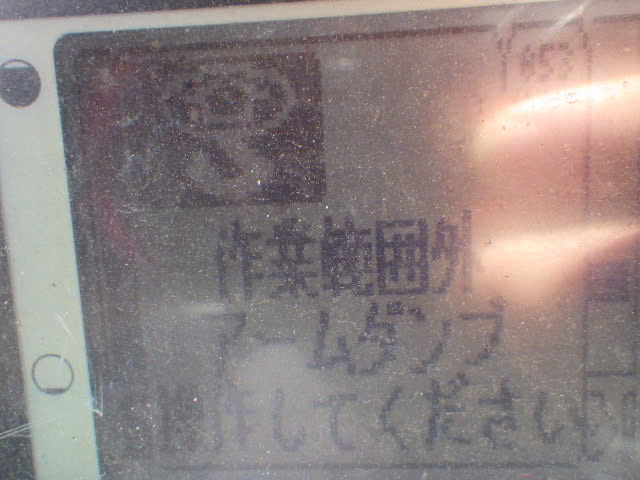 作業範囲外
アームダンプ
操作してください